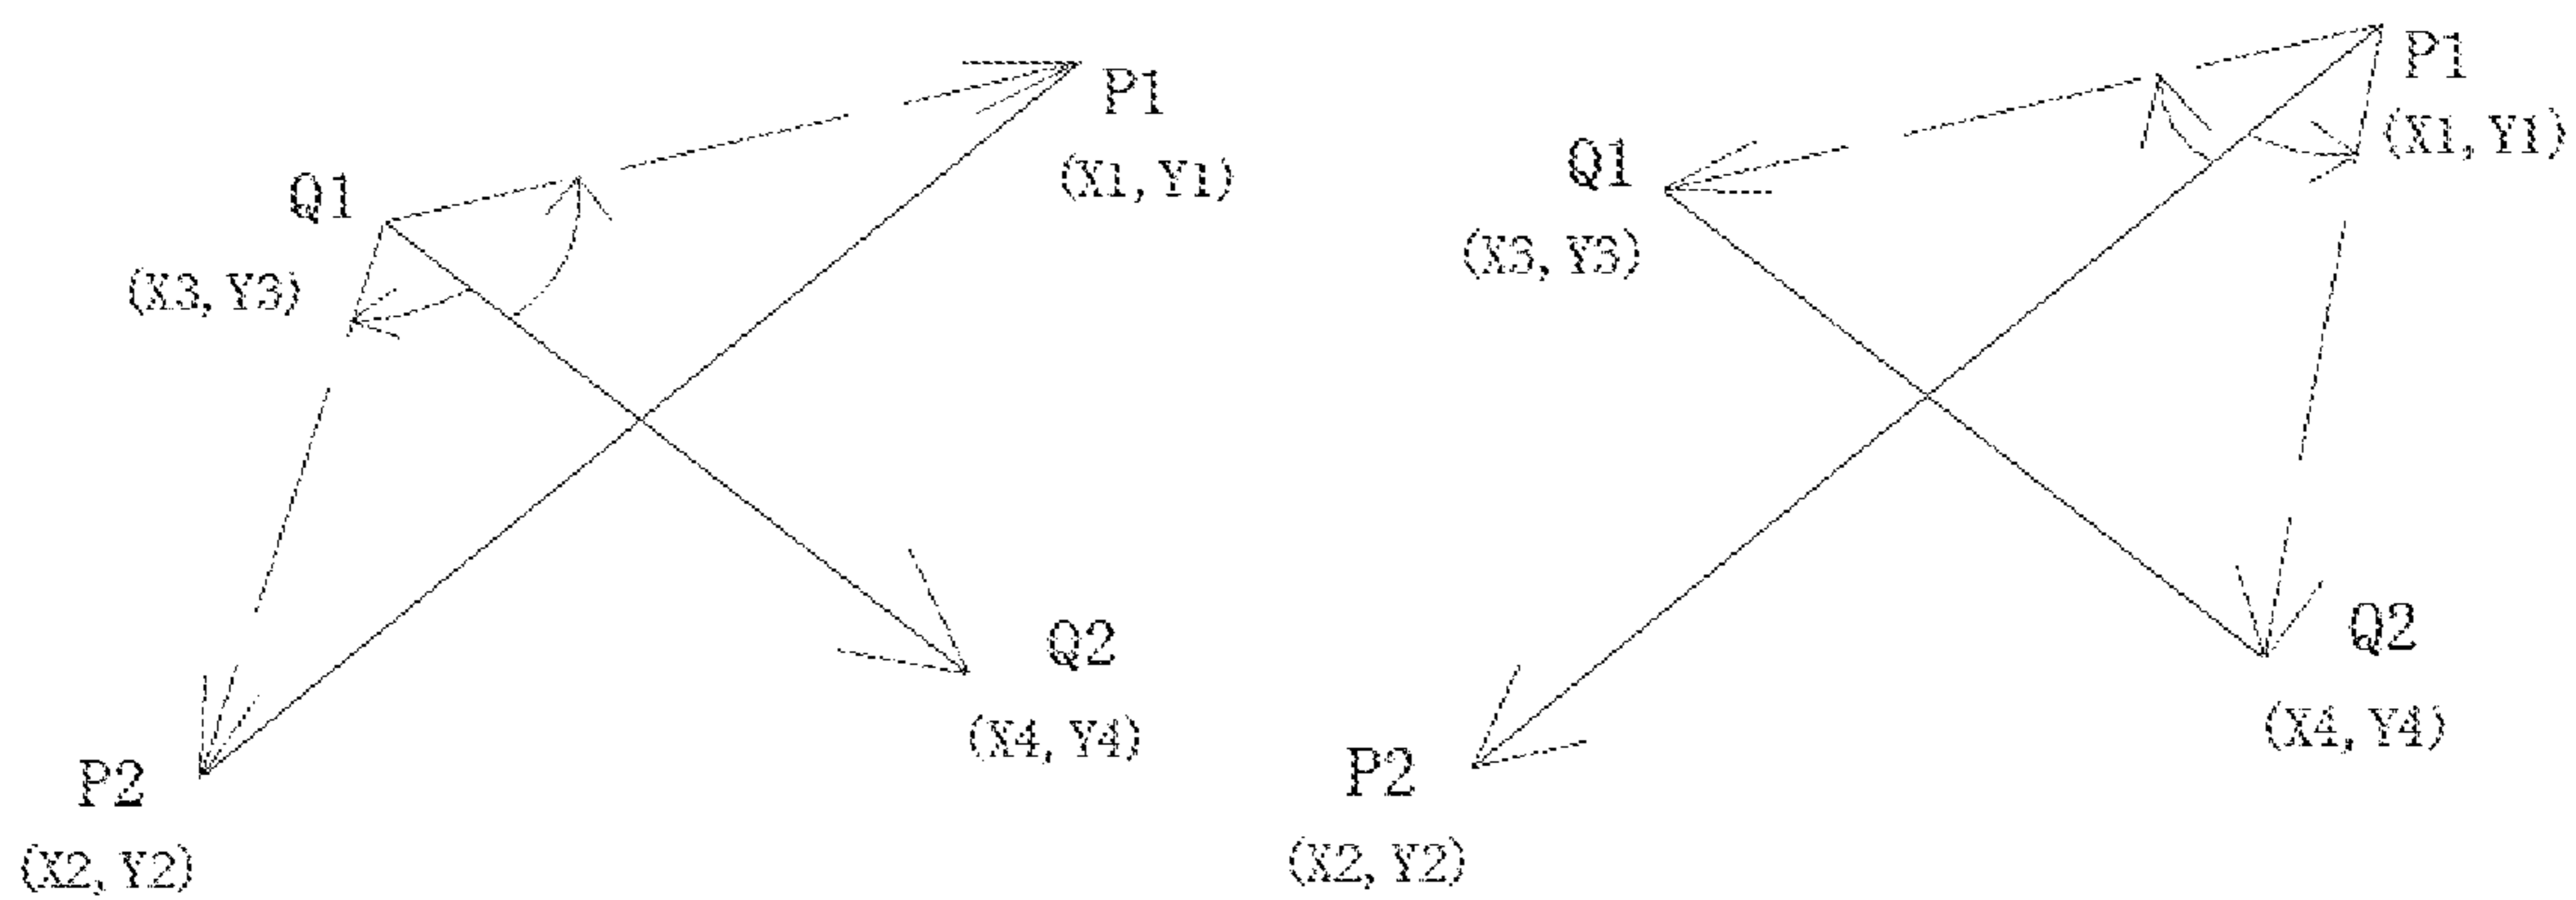 P1
(X1, Y1)
Q1
(X3, Y3)
Q2
(X4, Y4)
P2
(X2, Y2)
P1
(X1, Y1)
Q1
(X3, Y3)
Q2
(X4, Y4)
P2
(X2, Y2)